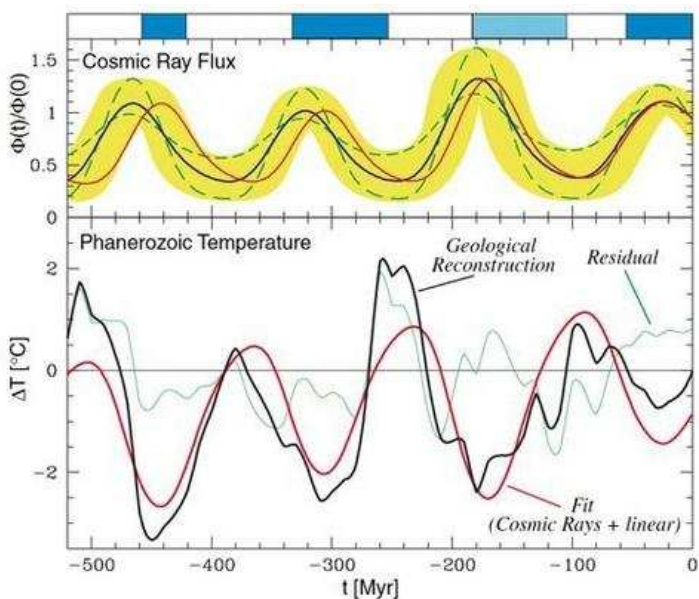 Cosmic Ray Flux
Φ(t)/Φ(0)
1.5
1
0.5
0
Phanerozoic Temperature
Geological
Reconstruction
Residual
ΔT [°C]
2
0
-2
Fit
(Cosmic Rays + linear)
-500
-400
-300
-200
-100
0
t [Myr]